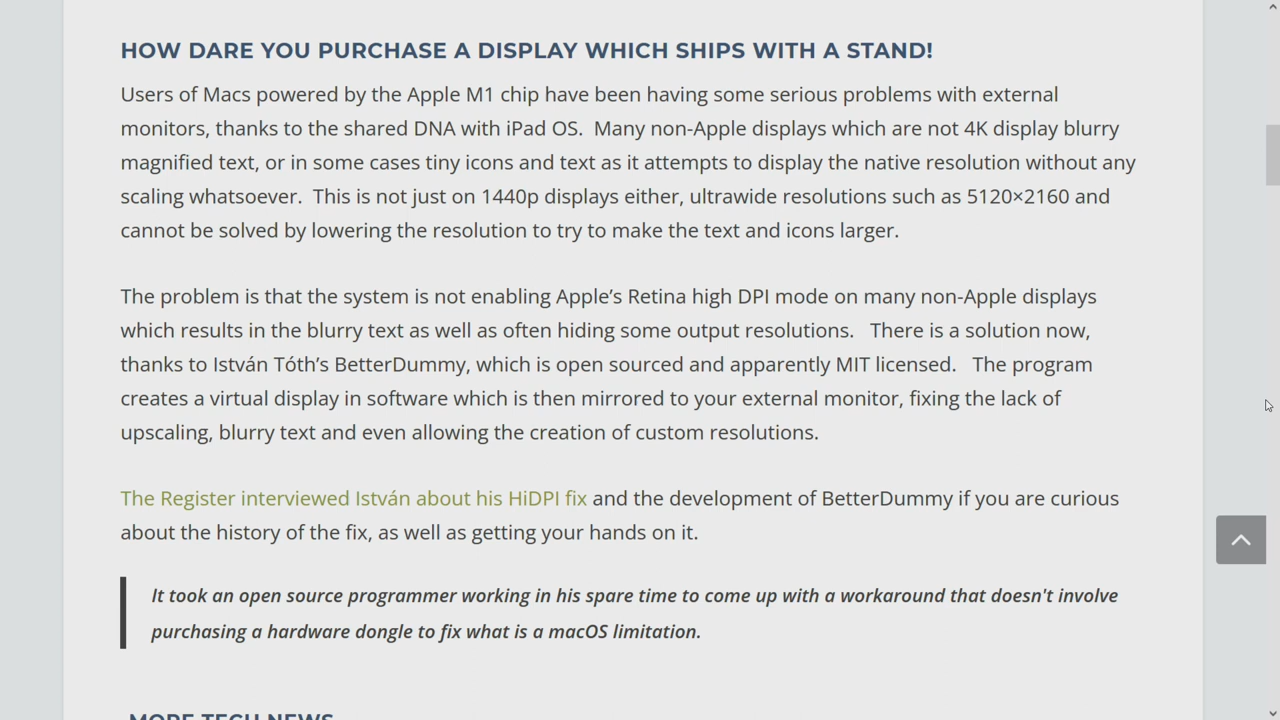 HOW DARE YOU PURCHASE A DISPLAY WHICH SHIPS WITH A STAND!
Users of Macs powered by the Apple M1 chip have been having some serious problems with external
monitors, thanks to the shared DNA with iPad OS.  Many non-Apple displays which are not 4K display blurry
magnified text, or in some cases tiny icons and text as it attempts to display the native resolution without any
scaling whatsoever.  This is not just on 1440p displays either, ultrawide resolutions such as 5120×2160 and
cannot be solved by lowering the resolution to try to make the text and icons larger.
The problem is that the system is not enabling Apple’s Retina high DPI mode on many non-Apple displays
which results in the blurry text as well as often hiding some output resolutions.   There is a solution now,
thanks to István Tóth’s BetterDummy, which is open sourced and apparently MIT licensed.   The program
creates a virtual display in software which is then mirrored to your external monitor, fixing the lack of
upscaling, blurry text and even allowing the creation of custom resolutions.
The Register interviewed István about his HiDPI fix and the development of BetterDummy if you are curious
about the history of the fix, as well as getting your hands on it.
It took an open source programmer working in his spare time to come up with a workaround that doesn't involve
purchasing a hardware dongle to fix what is a macOS limitation.
MORE TECH NEWS